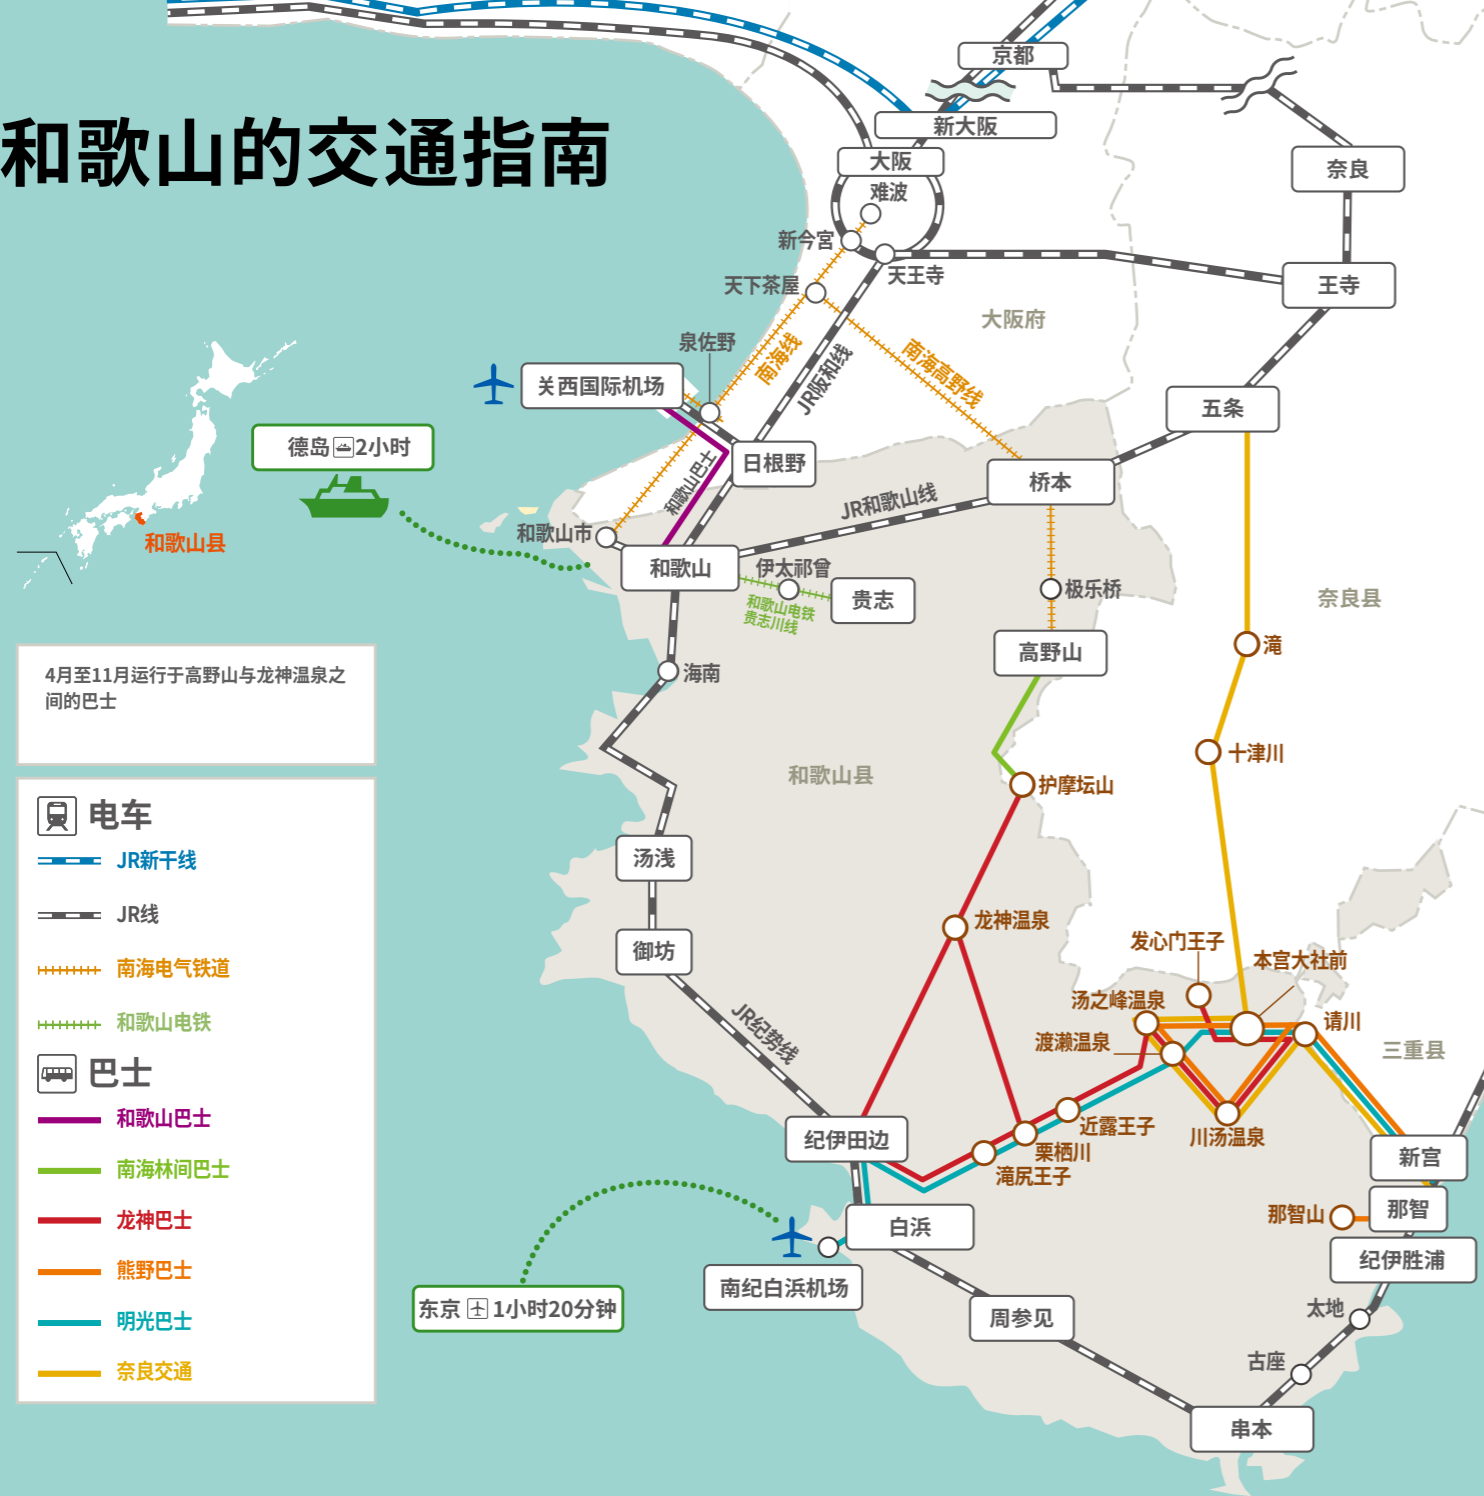 京都
新大阪
和歌山的交通指南
大阪
奈良
难波
新今宫
天王寺
天下茶屋
王寺
大阪府
泉佐野
南海线
JR阪和线
南海高野线
关西国际机场
五条
德岛 2小时
日根野
和歌山巴士
桥本
JR和歌山线
和歌山市
和歌山县
和歌山
伊太祁曾
贵志
和歌山电铁
贵志川线
极乐桥
奈良县
高野山
滝
海南
4月至11月运行于高野山与龙神温泉之
间的巴士
十津川
和歌山县
护摩坛山
电车
JR新干线
JR线
南海电气铁道
和歌山电铁
巴士
和歌山巴士
南海林间巴士
龙神巴士
熊野巴士
明光巴士
奈良交通
汤浅
龙神温泉
御坊
发心门王子
本宫大社前
汤之峰温泉
请川
渡濑温泉
三重县
JR纪势线
纪伊田边
近露王子
川汤温泉
栗栖川
滝尻王子
新宫
那智山
那智
白浜
纪伊胜浦
南纪白浜机场
东京 1小时20分钟
周参见
太地
古座
串本